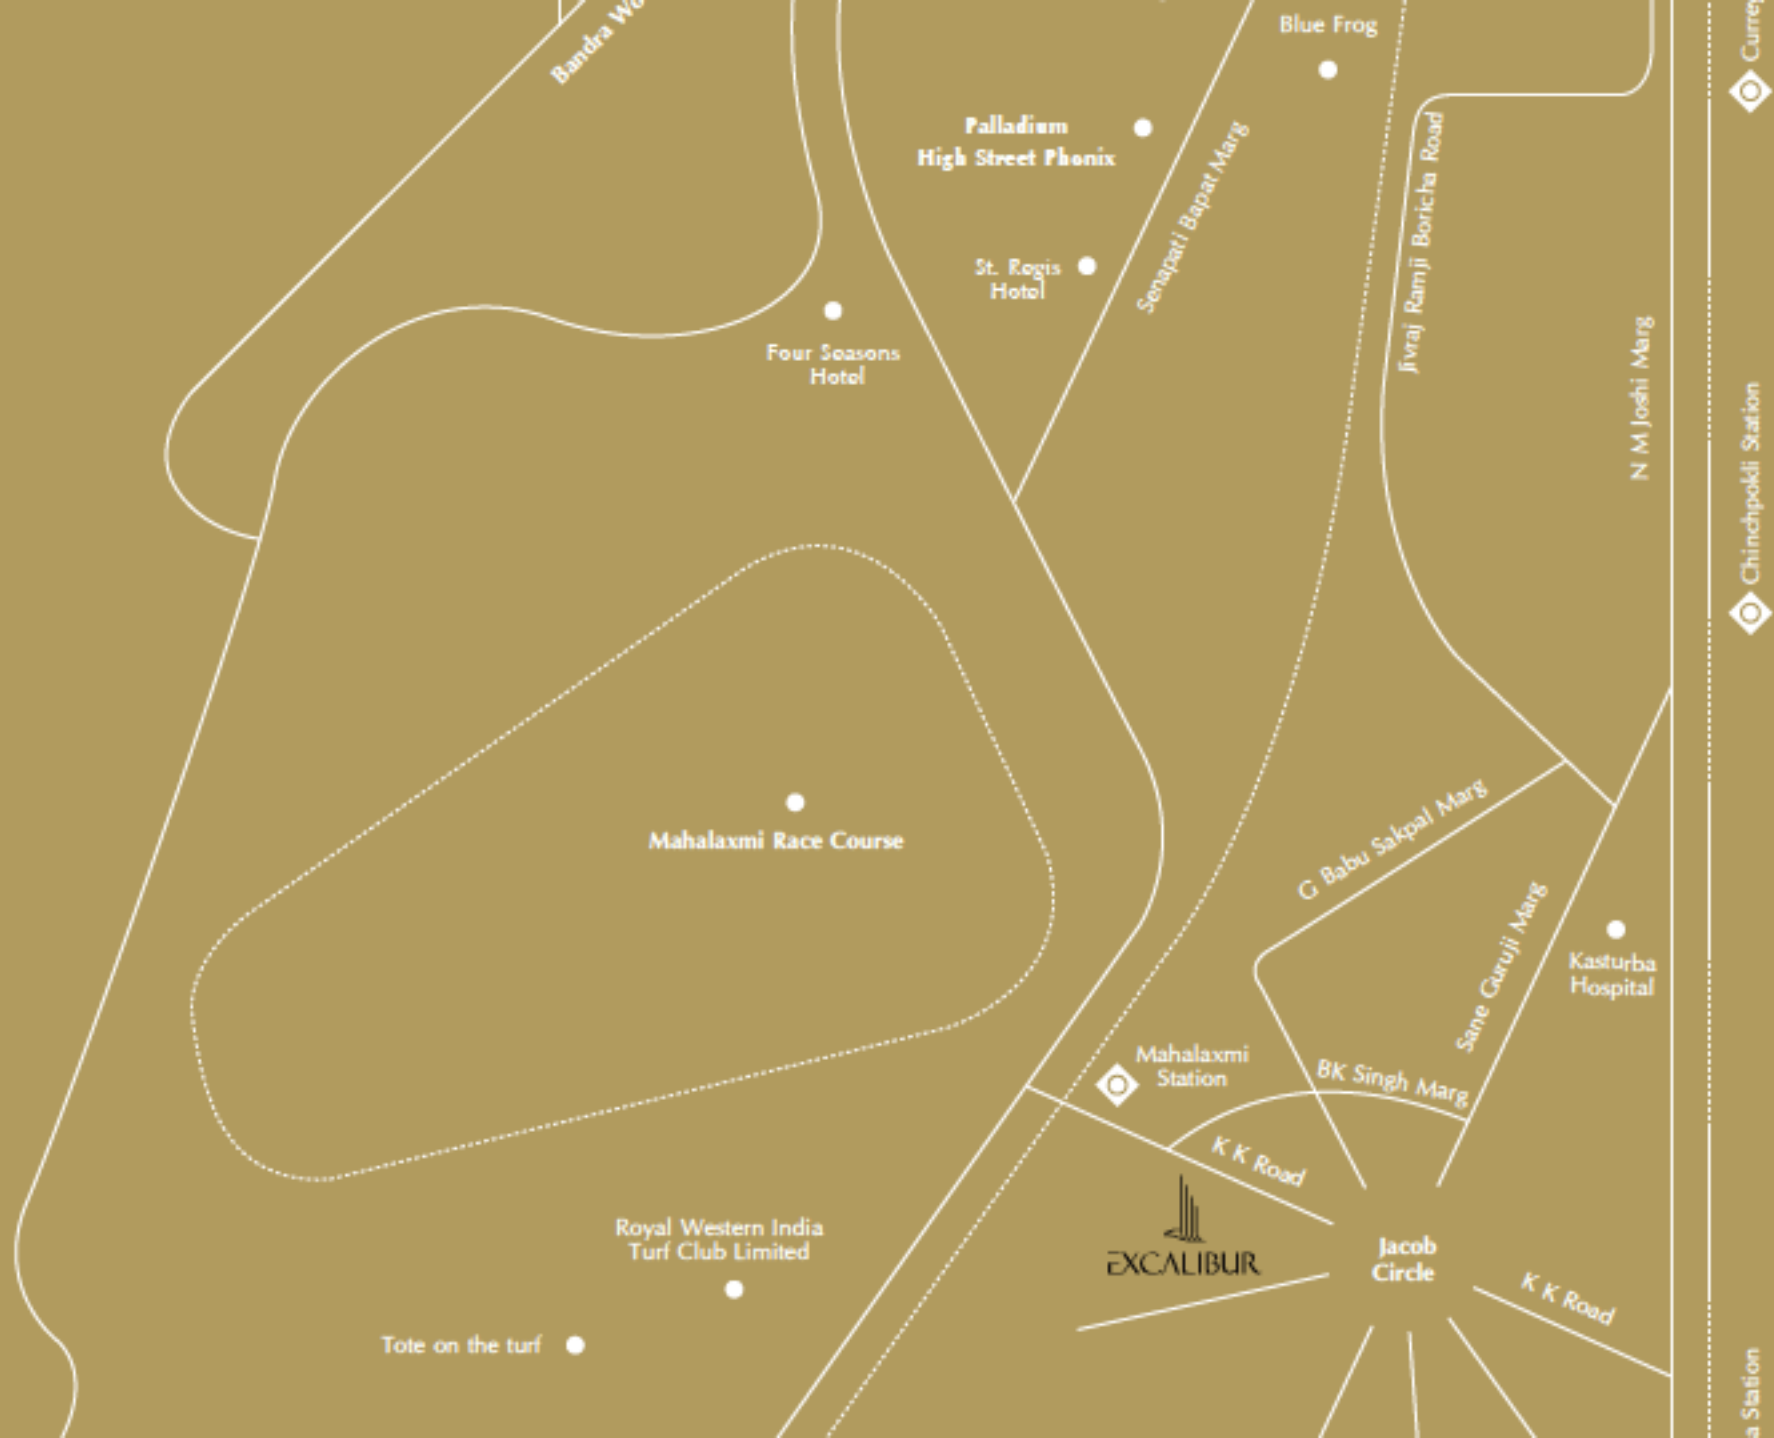 Bandra
Blue Frog
Palladium
High Street Phonix
Senapati Bapat Marg
Jivraj Ramji Boricha Road
St. Regis
Hotel
Four Seasons
Hotel
N M Joshi Marg
Chinchpokli Station
Mahalaxmi Race Course
G Babu Sakpal Marg
Sane Guruji Marg
Kasturba
Hospital
Mahalaxmi
Station
BK Singh Marg
K K Road
EXCALIBUR
Jacob
Circle
K K Road
Royal Western India
Turf Club Limited
Tote on the turf
Station